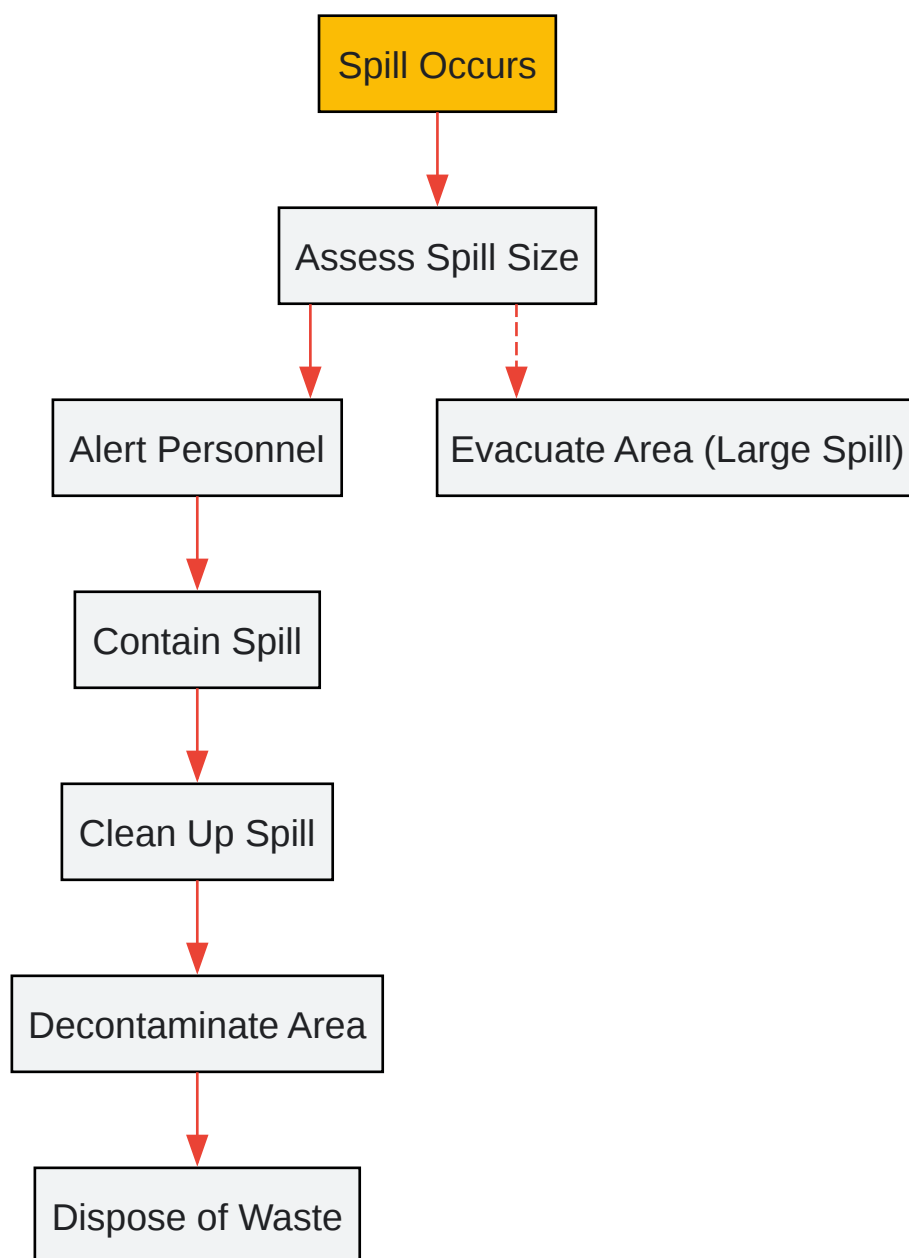 Spill Occurs
Assess Spill Size
Alert Personnel
Evacuate Area (Large Spill)
Contain Spill
Clean Up Spill
Decontaminate Area
Dispose of Waste